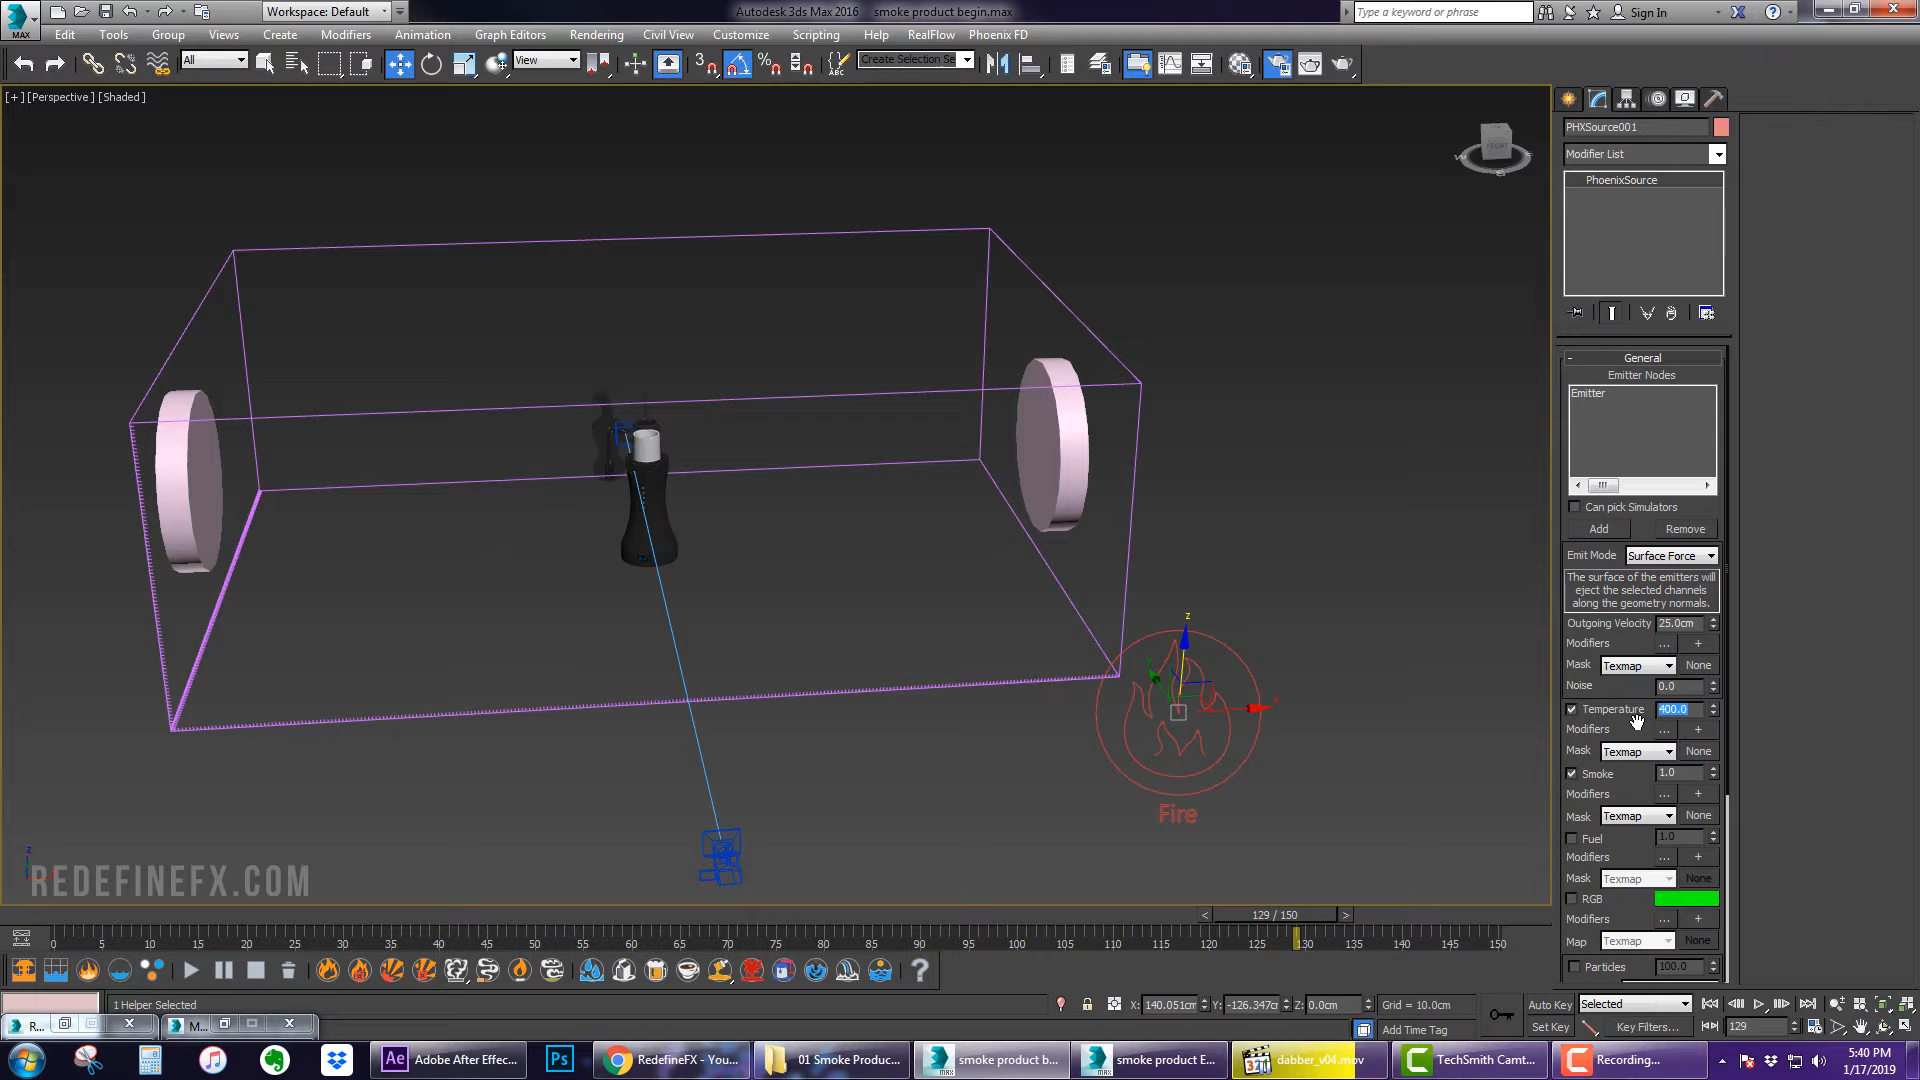 Workspace: Default
Autodesk 3ds Max 2016    smoke product begin.max
Type a keyword or phrase
Sign In
MAX
Edit
Tools
Group
Views
Create
Modifiers
Animation
Graph Editors
Rendering
Civil View
Customize
Scripting
Help
RealFlow
Phoenix FD
All
View
3
ABC
Create Selection Se
[+] [Perspective] [Shaded]
FRONT
PHXSource001
Modifier List
PhoenixSource
General
Emitter Nodes
Emitter
Can pick Simulators
Add
Remove
Emit Mode
Surface Force
The surface of the emitters will
eject the selected channels
along the geometry normals.
Outgoing Velocity 25.0cm
Modifiers ... +
Mask Texmap None
Noise 0.0
Temperature 400.0
Modifiers ... +
Mask Texmap None
Smoke 1.0
Modifiers ... +
Mask Texmap None
Fuel 1.0
Modifiers ... +
Mask Texmap None
RGB
Modifiers ... +
Map Texmap None
Particles 100.0
z
x
Fire
z
REDEFINEFX.COM
< 129 / 150 >
0 5 10 15 20 25 30 35 40 45 50 55 60 65 70 75 80 85 90 95 100 105 110 115 120 125 130 135 140 145 150
?
1 Helper Selected
X: 140.051cm Y: -126.347cm Z: 0.0cm
Grid = 10.0cm
Auto Key
Selected
R...
M...
Add Time Tag
Set Key
Key Filters...
129
Adobe After Effec...
RedefineFX - You...
01 Smoke Produc...
smoke product b...
smoke product E...
dabber_v04.mov
TechSmith Camt...
Recording...
5:40 PM
1/17/2019